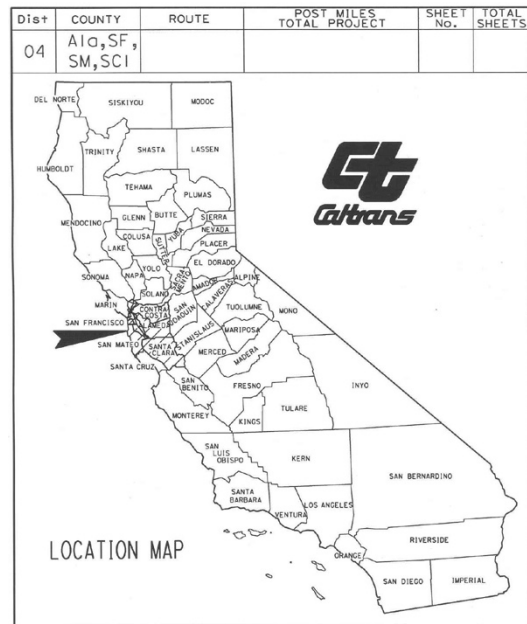 Dist COUNTY ROUTE POST MILES TOTAL PROJECT SHEET No. TOTAL SHEETS
04 Ala,SF, SM,SCl
DEL NORTE
SISKIYOU
MODOC
TRINITY
SHASTA
LASSEN
HUMBOLDT
TEHAMA
PLUMAS
Ct
Caltrans
MENDOCINO
GLENN
BUTTE
SIERRA
COLUSA
YUBA
NEVADA
LAKE
SUTTER
PLACER
SONOMA
NAPA
YOLO
SACRAMENTO
EL DORADO
SOLANO
AMADOR
ALPINE
MARIN
CONTRA COSTA
SAN JOAQUIN
CALAVERAS
TUOLUMNE
MONO
SAN FRANCISCO
ALAMEDA
STANISLAUS
MARIPOSA
SAN MATEO
SANTA CLARA
MERCED
MADERA
SANTA CRUZ
SAN BENITO
FRESNO
INYO
MONTEREY
KINGS
TULARE
SAN LUIS OBISPO
KERN
SAN BERNARDINO
SANTA BARBARA
VENTURA
LOS ANGELES
LOCATION MAP
ORANGE
RIVERSIDE
SAN DIEGO
IMPERIAL